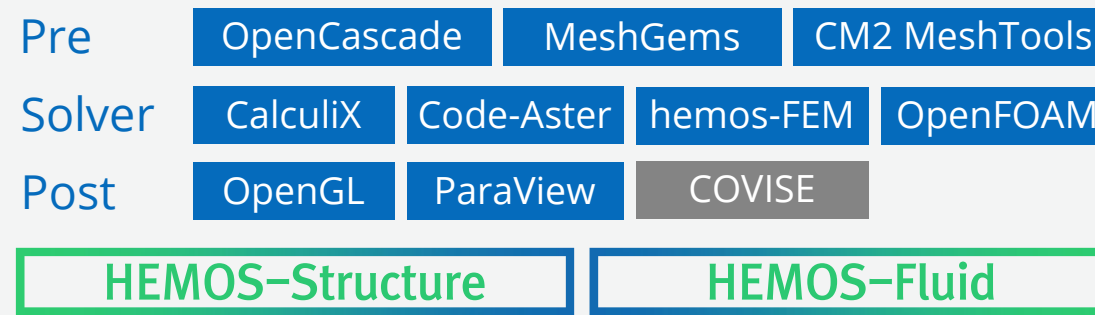 Pre OpenCascade MeshGems CM2 MeshTools
Solver CalculiX Code-Aster hemos-FEM OpenFOAM
Post OpenGL ParaView COVISE
HEMOS-Structure HEMOS-Fluid